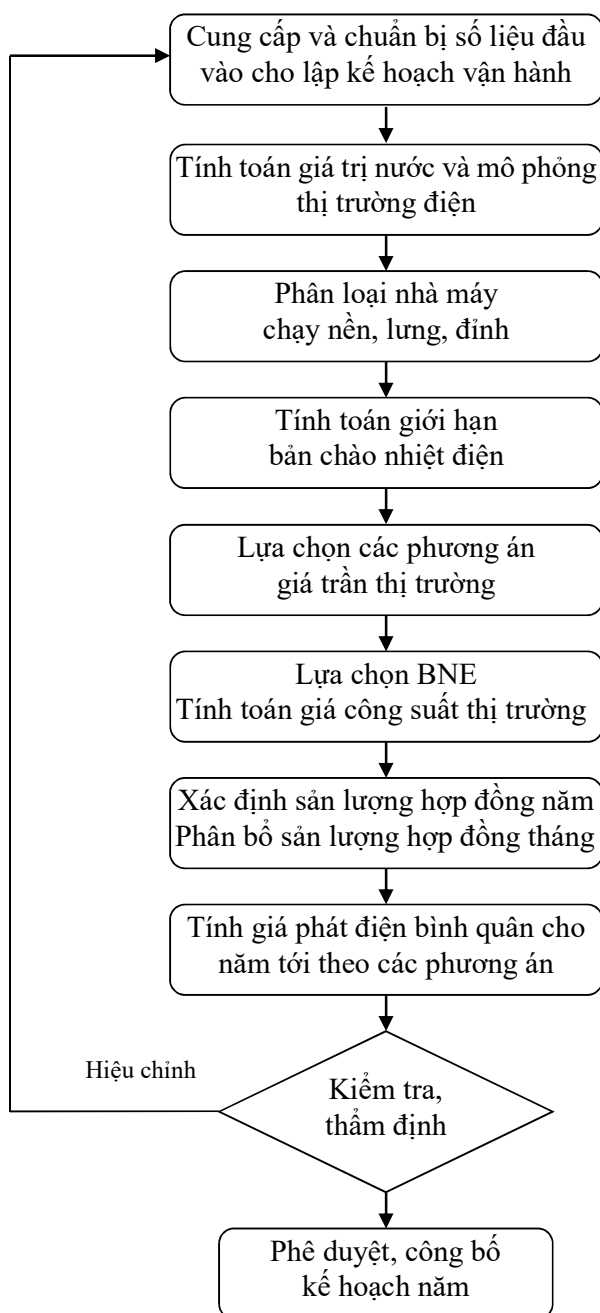 Cung cấp và chuẩn bị số liệu đầu
vào cho lập kế hoạch vận hành
Tính toán giá trị nước và mô phỏng
thị trường điện
Phân loại nhà máy
chạy nền, lưng, đỉnh
Tính toán giới hạn
bản chào nhiệt điện
Lựa chọn các phương án
giá trần thị trường
Lựa chọn BNE
Tính toán giá công suất thị trường
Xác định sản lượng hợp đồng năm
Phân bổ sản lượng hợp đồng tháng
Tính giá phát điện bình quân cho
năm tới theo các phương án
Hiệu chỉnh
Kiểm tra,
thẩm định
Phê duyệt, công bố
kế hoạch năm